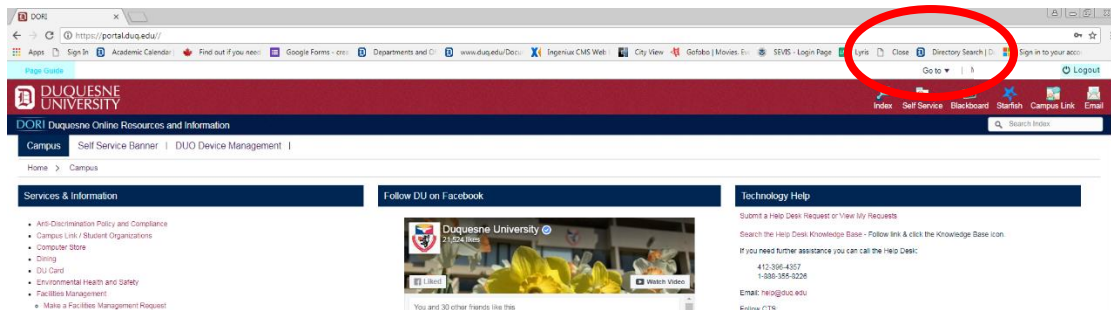 DORI
https://portal.duq.edu//
Apps Sign In Academic Calendar Find out if you need Google Forms - crea Departments and Of www.duq.edu/Docu Ingeniux CMS Web City View Gofobo | Movies. Ev SEVIS - Login Page Lyris Close Directory Search | D Sign in to your acco
Page Guide Go to Logout
DUQUESNE
UNIVERSITY
Index Self Service Blackboard Starfish Campus Link Email
DORI Duquesne Online Resources and Information Search Index
Campus Self Service Banner | DUO Device Management |
Home > Campus
Services & Information
Anti-Discrimination Policy and Compliance
Campus Link / Student Organizations
Computer Store
Dining
DU Card
Environmental Health and Safety
Facilities Management
Make a Facilities Management Request
Follow DU on Facebook
Duquesne University
21,524 likes
Liked Watch Video
You and 30 other friends like this
Technology Help
Submit a Help Desk Request or View My Requests
Search the Help Desk Knowledge Base - Follow link & click the Knowledge Base icon.
If you need further assistance you can call the Help Desk:
412-396-4357
1-888-355-8226
Email: help@duq.edu
Follow CTS: